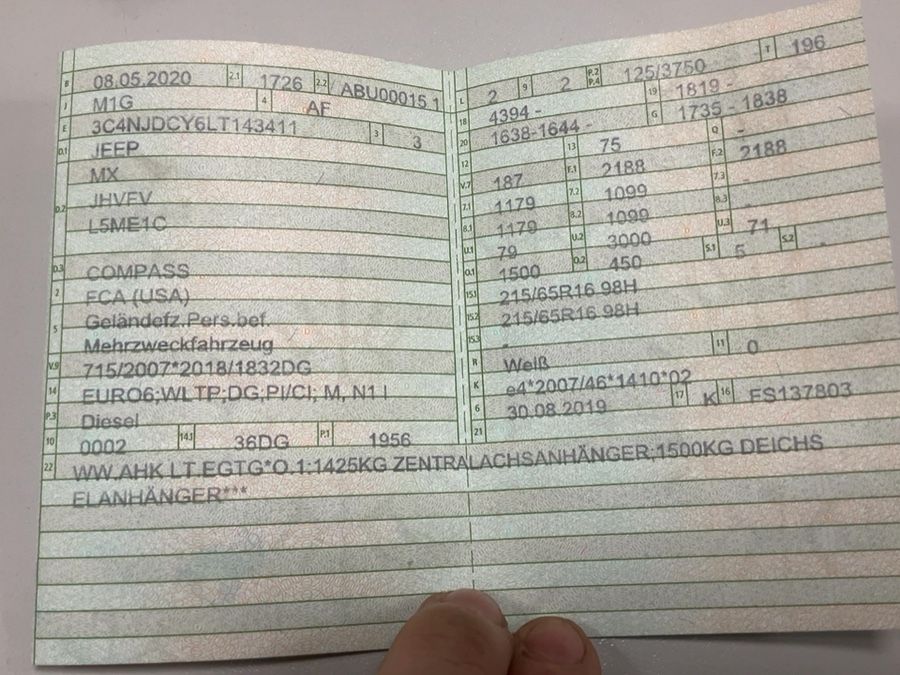 B 08.05.2020 2.1 1726 2.2 ABU00015 1
J M1G 4 AF
E 3C4NJDCY6LT143411 3 3
D.1 JEEP
MX
D.2 JHVFV
L5ME1C
D.3 COMPASS
2 FCA (USA)
5 Geländefz.Pers.bef.
Mehrzweckfahrzeug
V.9 715/2007*2018/1832DG
14 EURO6;WLTP;DG;PI/CI; M, N1 I
P.3 Diesel
10 0002 14.1 36DG P.1 1956
L 2 9 2 P.2 P.4 125/3750 T 196
18 4394 - 19 1819 -
20 1638-1644 - G 1735 - 1838
12 - 13 75 Q -
V.7 187 F.1 2188 F.2 2188
7.1 1179 7.2 1099 7.3 -
8.1 1179 8.2 1099 8.3 -
U.1 79 U.2 3000 U.3 71
O.1 1500 O.2 450 S.1 5 S.2 -
15.1 215/65R16 98H
15.2 215/65R16 98H
15.3 -
R Weiß 11 0
K e4*2007/46*1410*02
6 30.08.2019 17 K 16 FS137803
21
22 WW.AHK LT.EGTG*O.1:1425KG ZENTRALACHSANHÄNGER;1500KG DEICHS
ELANHÄNGER***